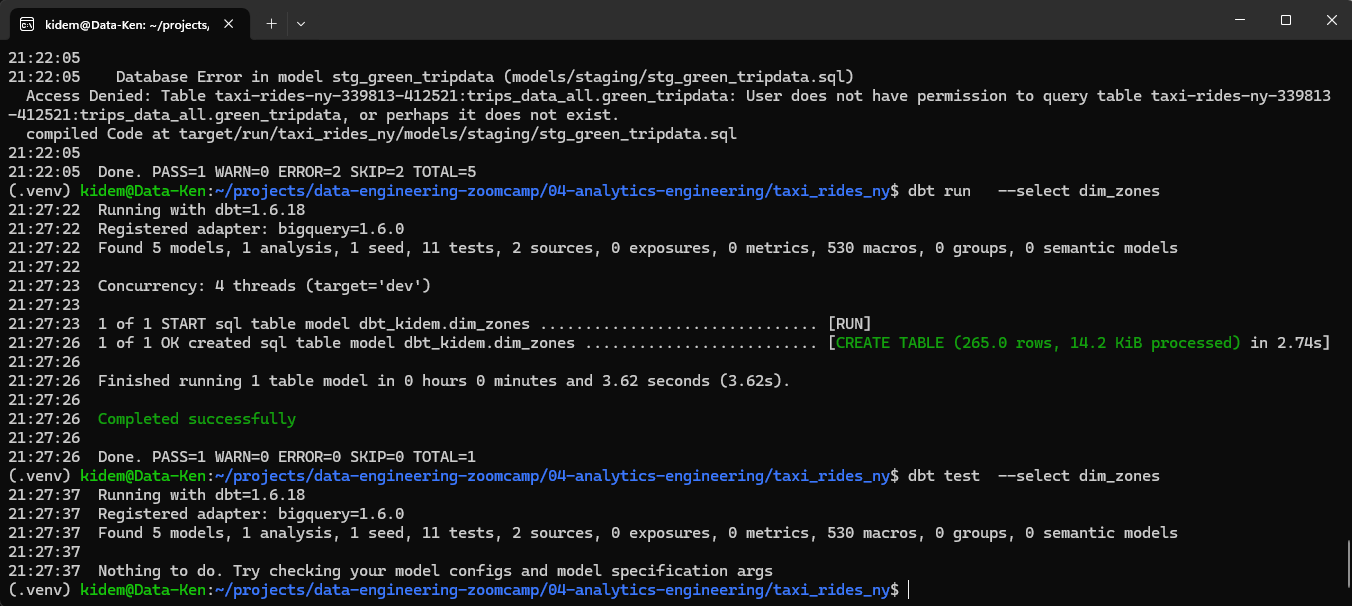 kidem@Data-Ken: ~/projects,
21:22:05
21:22:05    Database Error in model stg_green_tripdata (models/staging/stg_green_tripdata.sql)
  Access Denied: Table taxi-rides-ny-339813-412521:trips_data_all.green_tripdata: User does not have permission to query table taxi-rides-ny-339813
-412521:trips_data_all.green_tripdata, or perhaps it does not exist.
  compiled Code at target/run/taxi_rides_ny/models/staging/stg_green_tripdata.sql
21:22:05
21:22:05  Done. PASS=1 WARN=0 ERROR=2 SKIP=2 TOTAL=5
(.venv) kidem@Data-Ken:~/projects/data-engineering-zoomcamp/04-analytics-engineering/taxi_rides_ny$ dbt run   --select dim_zones
21:27:22  Running with dbt=1.6.18
21:27:22  Registered adapter: bigquery=1.6.0
21:27:22  Found 5 models, 1 analysis, 1 seed, 11 tests, 2 sources, 0 exposures, 0 metrics, 530 macros, 0 groups, 0 semantic models
21:27:22
21:27:23  Concurrency: 4 threads (target='dev')
21:27:23
21:27:23  1 of 1 START sql table model dbt_kidem.dim_zones ............................... [RUN]
21:27:26  1 of 1 OK created sql table model dbt_kidem.dim_zones .......................... [CREATE TABLE (265.0 rows, 14.2 KiB processed) in 2.74s]
21:27:26
21:27:26  Finished running 1 table model in 0 hours 0 minutes and 3.62 seconds (3.62s).
21:27:26
21:27:26  Completed successfully
21:27:26
21:27:26  Done. PASS=1 WARN=0 ERROR=0 SKIP=0 TOTAL=1
(.venv) kidem@Data-Ken:~/projects/data-engineering-zoomcamp/04-analytics-engineering/taxi_rides_ny$ dbt test  --select dim_zones
21:27:37  Running with dbt=1.6.18
21:27:37  Registered adapter: bigquery=1.6.0
21:27:37  Found 5 models, 1 analysis, 1 seed, 11 tests, 2 sources, 0 exposures, 0 metrics, 530 macros, 0 groups, 0 semantic models
21:27:37
21:27:37  Nothing to do. Try checking your model configs and model specification args
(.venv) kidem@Data-Ken:~/projects/data-engineering-zoomcamp/04-analytics-engineering/taxi_rides_ny$